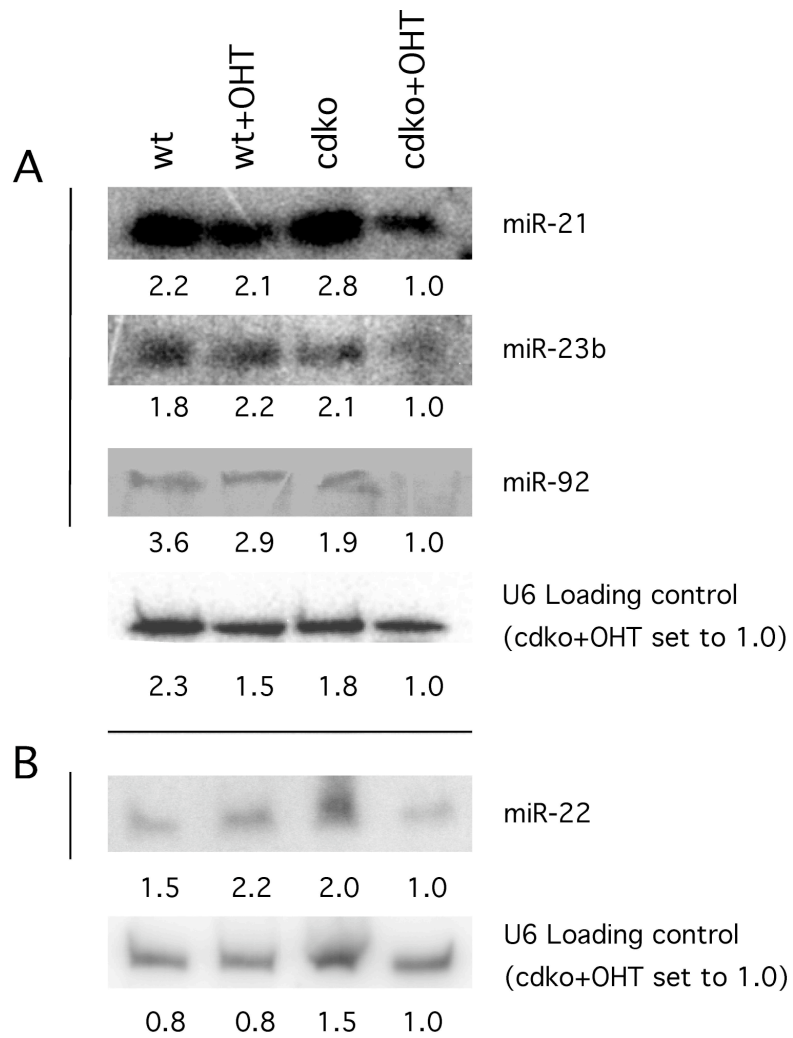 wt wt+OHT cdko cdko+OHT
A
miR-21
2.2 2.1 2.8 1.0
miR-23b
1.8 2.2 2.1 1.0
miR-92
3.6 2.9 1.9 1.0
U6 Loading control
(cdko+OHT set to 1.0)
2.3 1.5 1.8 1.0
B
miR-22
1.5 2.2 2.0 1.0
U6 Loading control
(cdko+OHT set to 1.0)
0.8 0.8 1.5 1.0